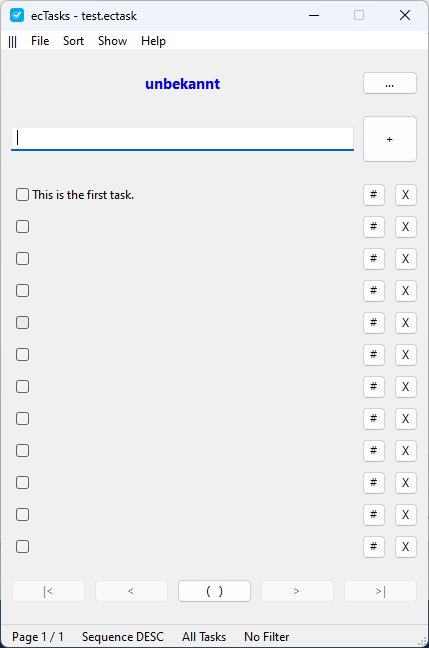 ecTasks - test.ectask
||| File Sort Show Help
unbekannt ...
+
This is the first task. # X
# X
# X
# X
# X
# X
# X
# X
# X
# X
# X
# X
|< < ( ) > >|
Page 1 / 1 Sequence DESC All Tasks No Filter